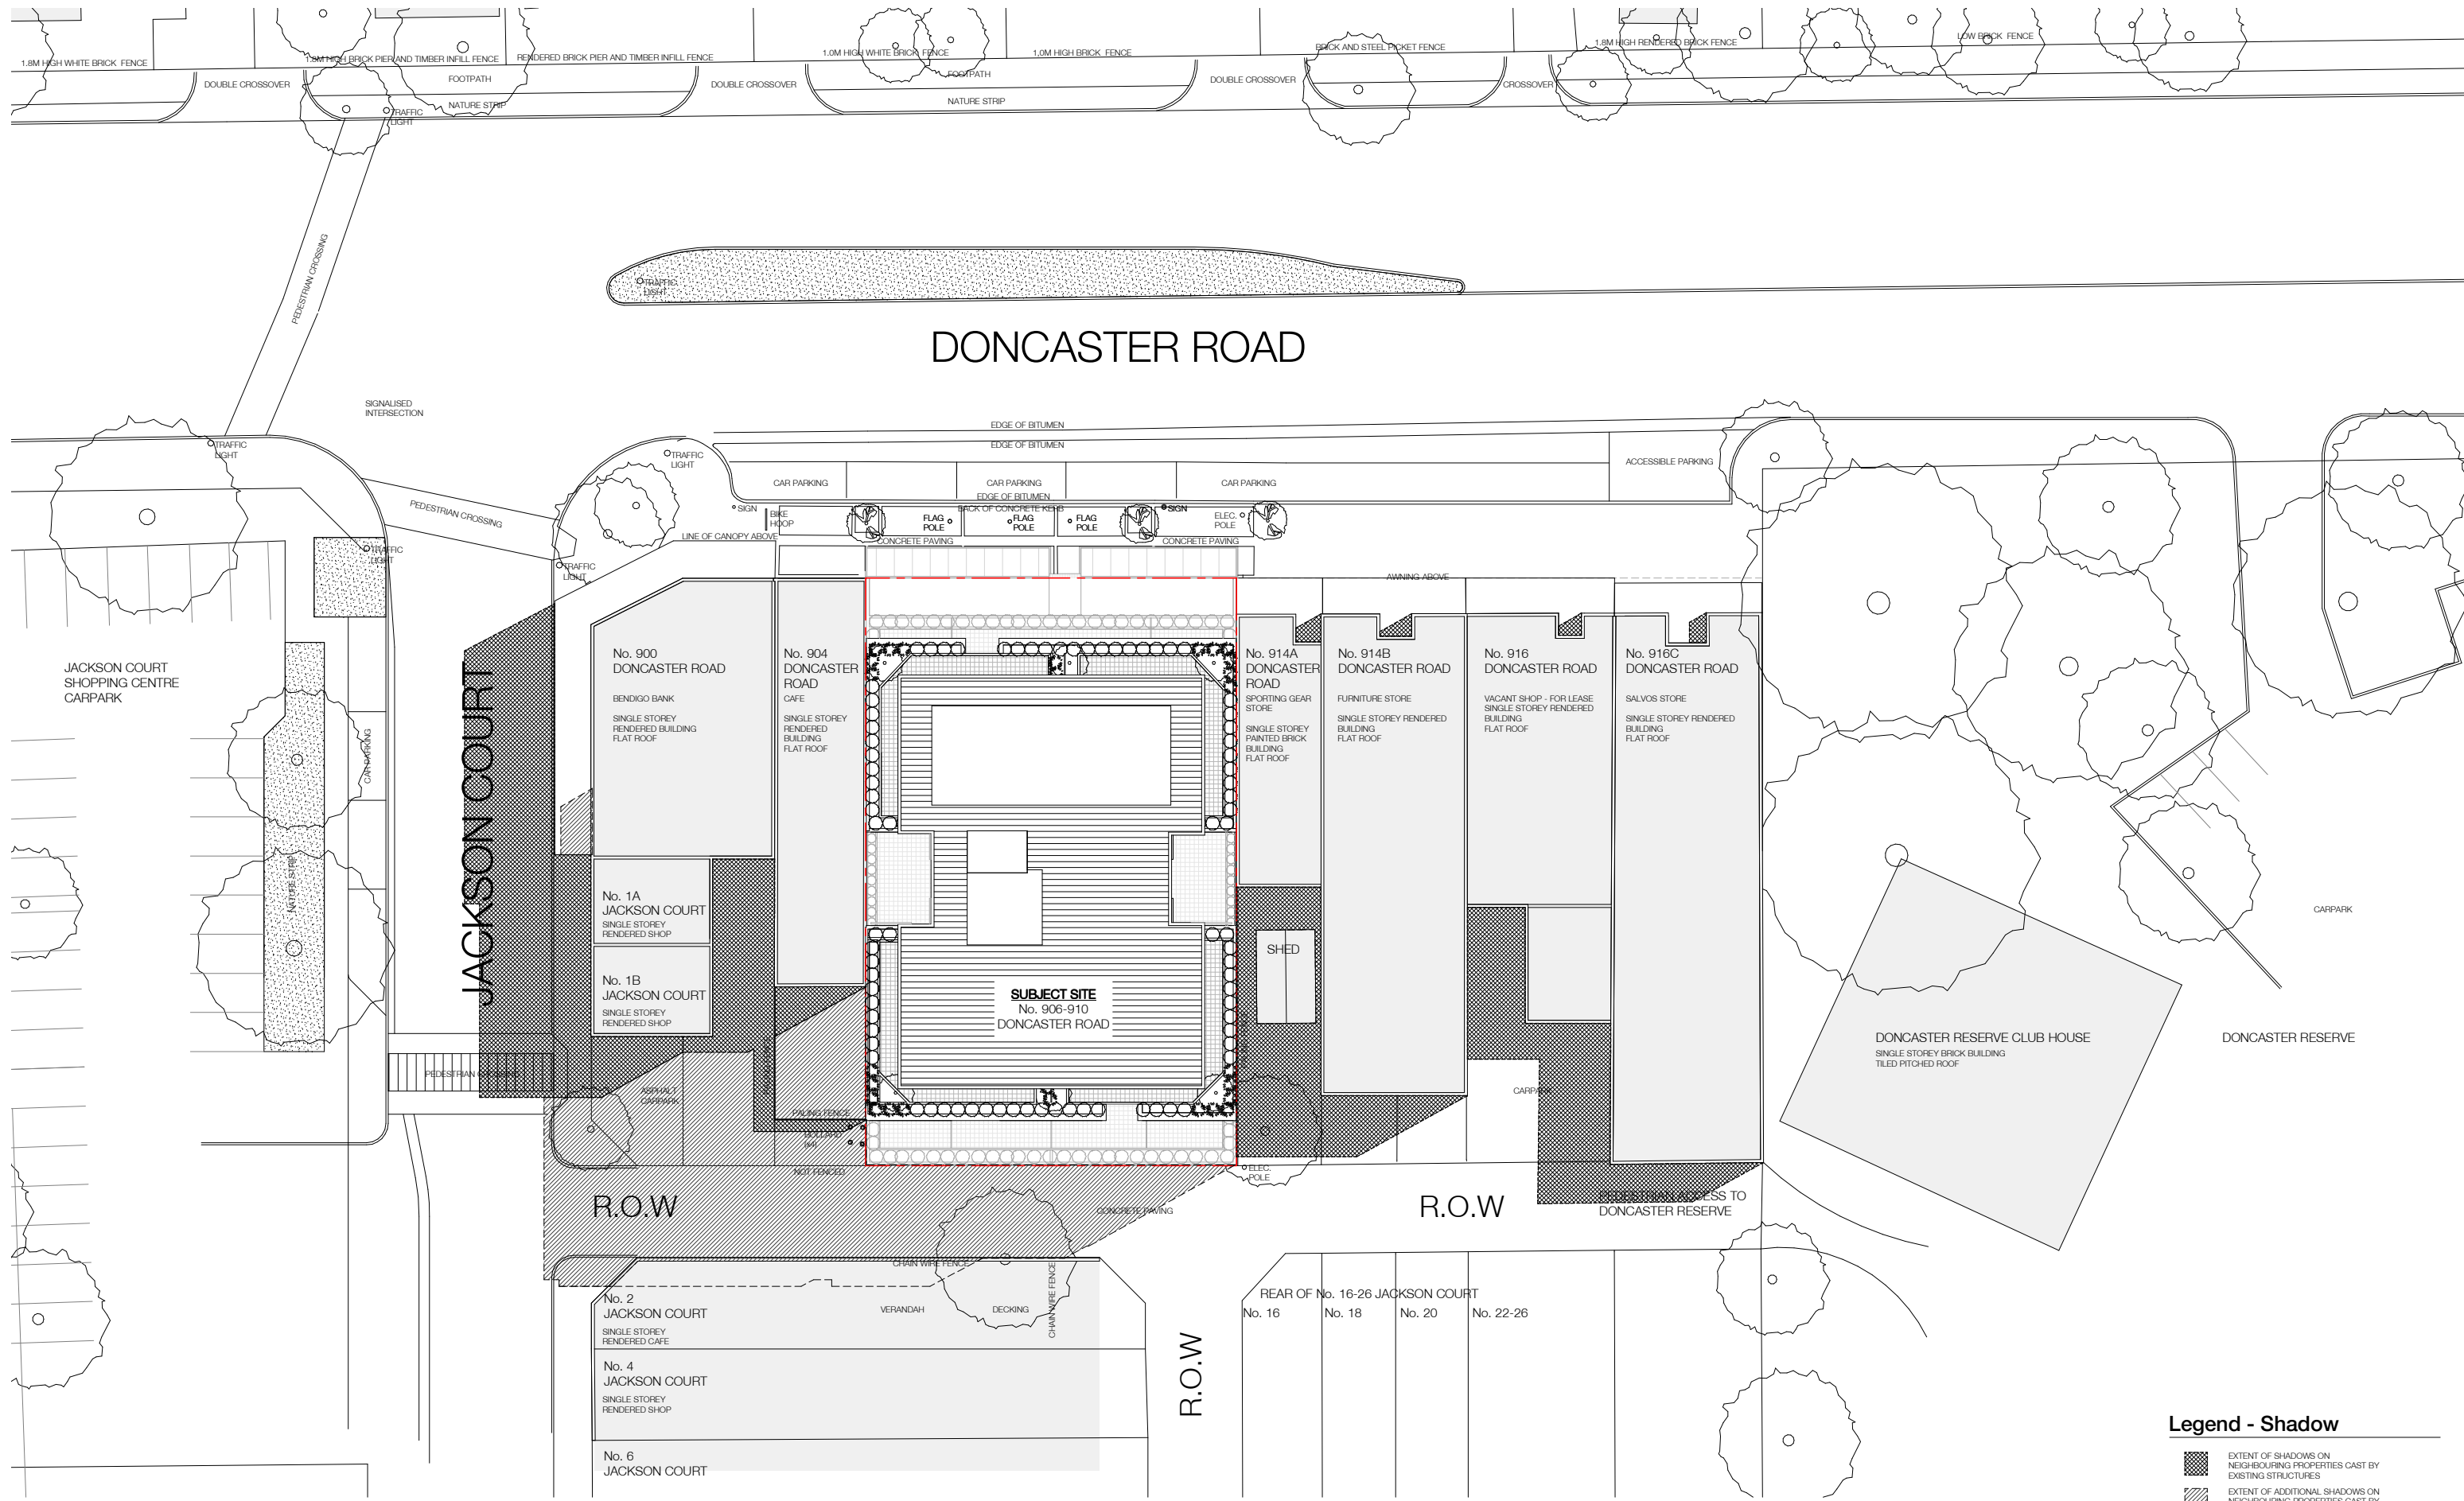 1.8M HIGH WHITE BRICK FENCE
1.8M HIGH BRICK PIER AND TIMBER INFILL FENCE
RENDERED BRICK PIER AND TIMBER INFILL FENCE
1.0M HIGH WHITE BRICK FENCE
1.0M HIGH BRICK FENCE
BRICK AND STEEL PICKET FENCE
1.8M HIGH RENDERED BRICK FENCE
LOW BRICK FENCE
DOUBLE CROSSOVER
FOOTPATH
NATURE STRIP
DOUBLE CROSSOVER
FOOTPATH
NATURE STRIP
DOUBLE CROSSOVER
CROSSOVER
TRAFFIC
LIGHT
PEDESTRIAN CROSSING
TRAFFIC
LIGHT
DONCASTER ROAD
SIGNALISED
INTERSECTION
EDGE OF BITUMEN
EDGE OF BITUMEN
TRAFFIC
LIGHT
TRAFFIC
LIGHT
ACCESSIBLE PARKING
CAR PARKING
CAR PARKING
CAR PARKING
EDGE OF BITUMEN
BACK OF CONCRETE KERB
PEDESTRIAN CROSSING
SIGN
BIKE
HOOP
FLAG
POLE
FLAG
POLE
FLAG
POLE
SIGN
ELEC.
POLE
LINE OF CANOPY ABOVE
CONCRETE PAVING
CONCRETE PAVING
TRAFFIC
LIGHT
TRAFFIC
LIGHT
AWNING ABOVE
JACKSON COURT
SHOPPING CENTRE
CARPARK
CAR PARKING
NATURE STRIP
JACKSON COURT
No. 900
DONCASTER ROAD
BENDIGO BANK
SINGLE STOREY
RENDERED BUILDING
FLAT ROOF
No. 904
DONCASTER
ROAD
CAFE
SINGLE STOREY
RENDERED
BUILDING
FLAT ROOF
No. 914A
DONCASTER
ROAD
SPORTING GEAR
STORE
SINGLE STOREY
PAINTED BRICK
BUILDING
FLAT ROOF
No. 914B
DONCASTER ROAD
FURNITURE STORE
SINGLE STOREY RENDERED
BUILDING
FLAT ROOF
No. 916
DONCASTER ROAD
VACANT SHOP - FOR LEASE
SINGLE STOREY RENDERED
BUILDING
FLAT ROOF
No. 916C
DONCASTER ROAD
SALVOS STORE
SINGLE STOREY RENDERED
BUILDING
FLAT ROOF
No. 1A
JACKSON COURT
SINGLE STOREY
RENDERED SHOP
No. 1B
JACKSON COURT
SINGLE STOREY
RENDERED SHOP
SHED
SUBJECT SITE
No. 906-910
DONCASTER ROAD
CARPARK
DONCASTER RESERVE CLUB HOUSE
SINGLE STOREY BRICK BUILDING
TILED PITCHED ROOF
DONCASTER RESERVE
PEDESTRIAN CROSSING
ASPHALT
CARPARK
PALING FENCE
PALING FENCE
BOLLARD
(x4)
NOT FENCED
CARPARK
ELEC.
POLE
R.O.W
CONCRETE PAVING
R.O.W
PEDESTRIAN ACCESS TO
DONCASTER RESERVE
CHAIN WIRE FENCE
CHAIN WIRE FENCE
No. 2
JACKSON COURT
SINGLE STOREY
RENDERED CAFE
VERANDAH
DECKING
REAR OF No. 16-26 JACKSON COURT
No. 16
No. 18
No. 20
No. 22-26
R.O.W
No. 4
JACKSON COURT
SINGLE STOREY
RENDERED SHOP
No. 6
JACKSON COURT
Legend - Shadow
EXTENT OF SHADOWS ON
NEIGHBOURING PROPERTIES CAST BY
EXISTING STRUCTURES
EXTENT OF ADDITIONAL SHADOWS ON
NEIGHBOURING PROPERTIES CAST BY